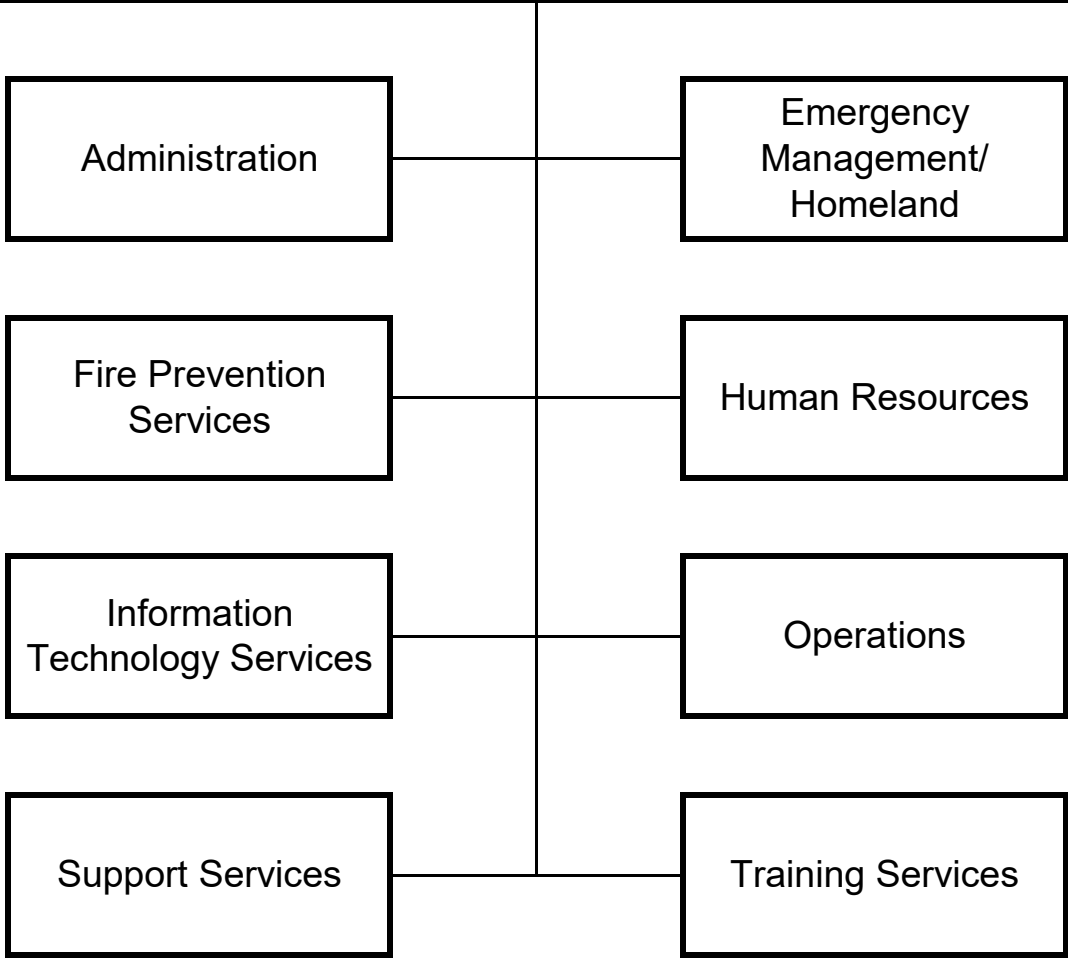 Administration
Emergency
Management/
Homeland
Fire Prevention
Services
Human Resources
Information
Technology Services
Operations
Support Services
Training Services